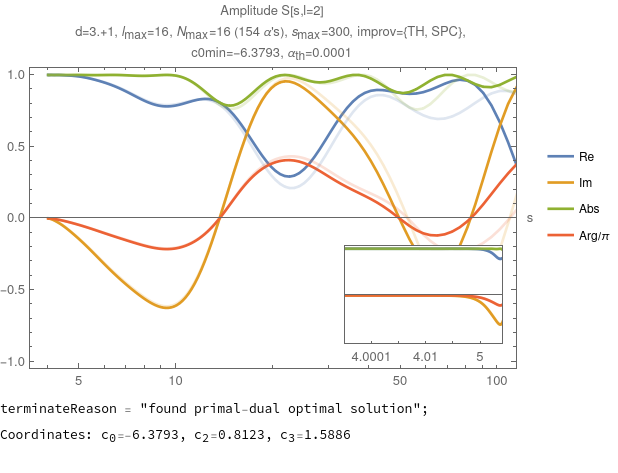 Amplitude S[s,l=2]
d=3.+1, lmax=16, Nmax=16 (154 α's), smax=300, improv={TH, SPC},
c0min=−6.3793, αth=0.0001
1.0
0.5
0.0
−0.5
−1.0
s
Re
Im
Abs
Arg/π
4.0001 4.01 5
5 10 50 100
terminateReason = "found primal-dual optimal solution";
Coordinates: c0=-6.3793, c2=0.8123, c3=1.5886